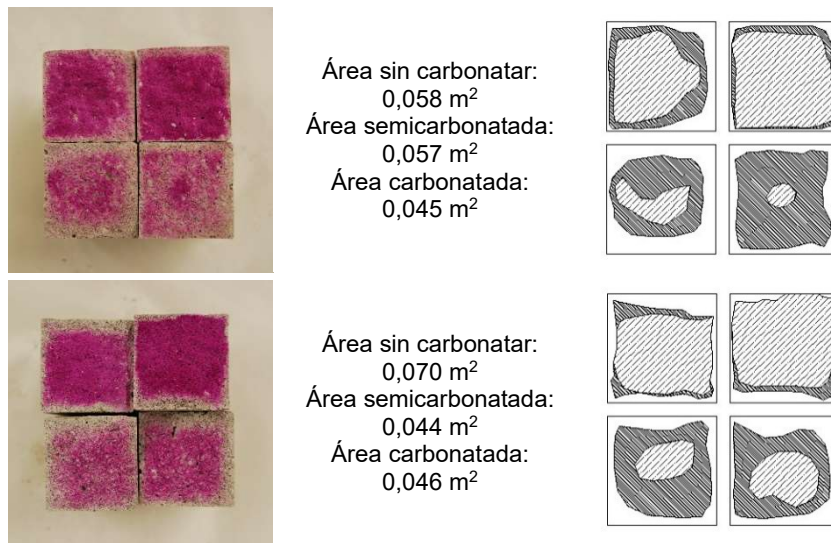 Área sin carbonatar:
0,058 m²
Área semicarbonatada:
0,057 m²
Área carbonatada:
0,045 m²
Área sin carbonatar:
0,070 m²
Área semicarbonatada:
0,044 m²
Área carbonatada:
0,046 m²